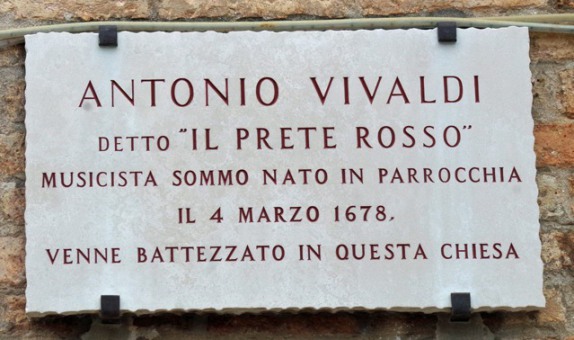 ANTONIO VIVALDI
DETTO "IL PRETE ROSSO"
MUSICISTA SOMMO NATO IN PARROCCHIA
IL 4 MARZO 1678,
VENNE BATTEZZATO IN QUESTA CHIESA